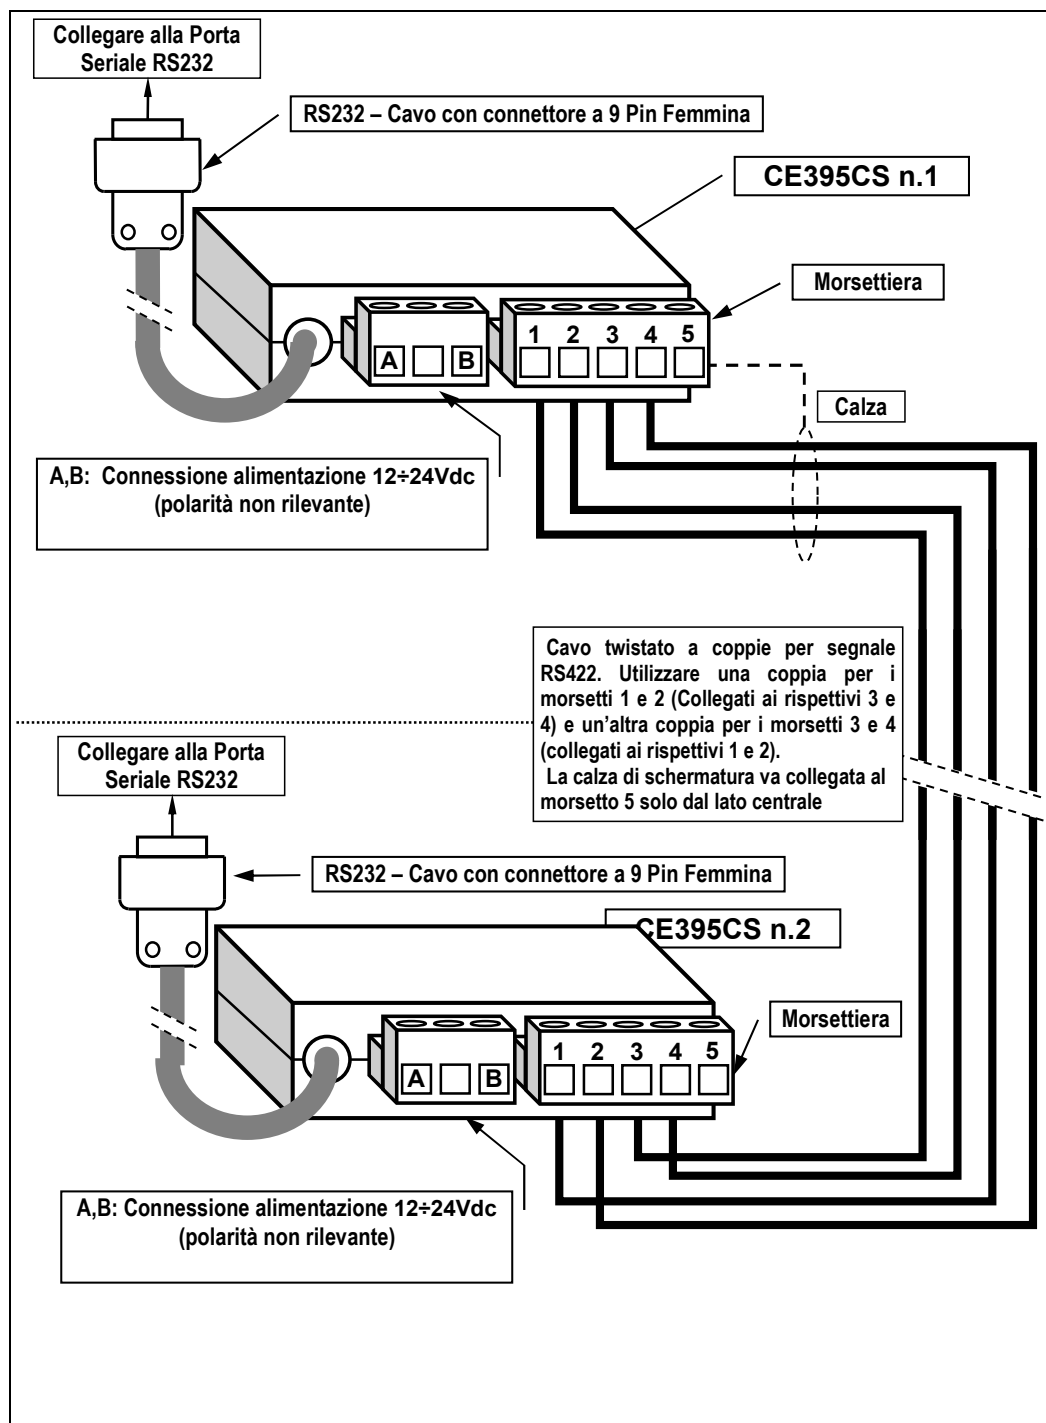 Collegare alla Porta
Seriale RS232
RS232 – Cavo con connettore a 9 Pin Femmina
CE395CS n.1
Morsettiera
1 2 3 4 5
A B
Calza
A,B: Connessione alimentazione 12÷24Vdc
(polarità non rilevante)
Cavo twistato a coppie per segnale
RS422. Utilizzare una coppia per i
morsetti 1 e 2 (Collegati ai rispettivi 3 e
4) e un’altra coppia per i morsetti 3 e 4
(collegati ai rispettivi 1 e 2).
La calza di schermatura va collegata al
morsetto 5 solo dal lato centrale
Collegare alla Porta
Seriale RS232
RS232 – Cavo con connettore a 9 Pin Femmina
CE395CS n.2
Morsettiera
1 2 3 4 5
A B
A,B: Connessione alimentazione 12÷24Vdc
(polarità non rilevante)